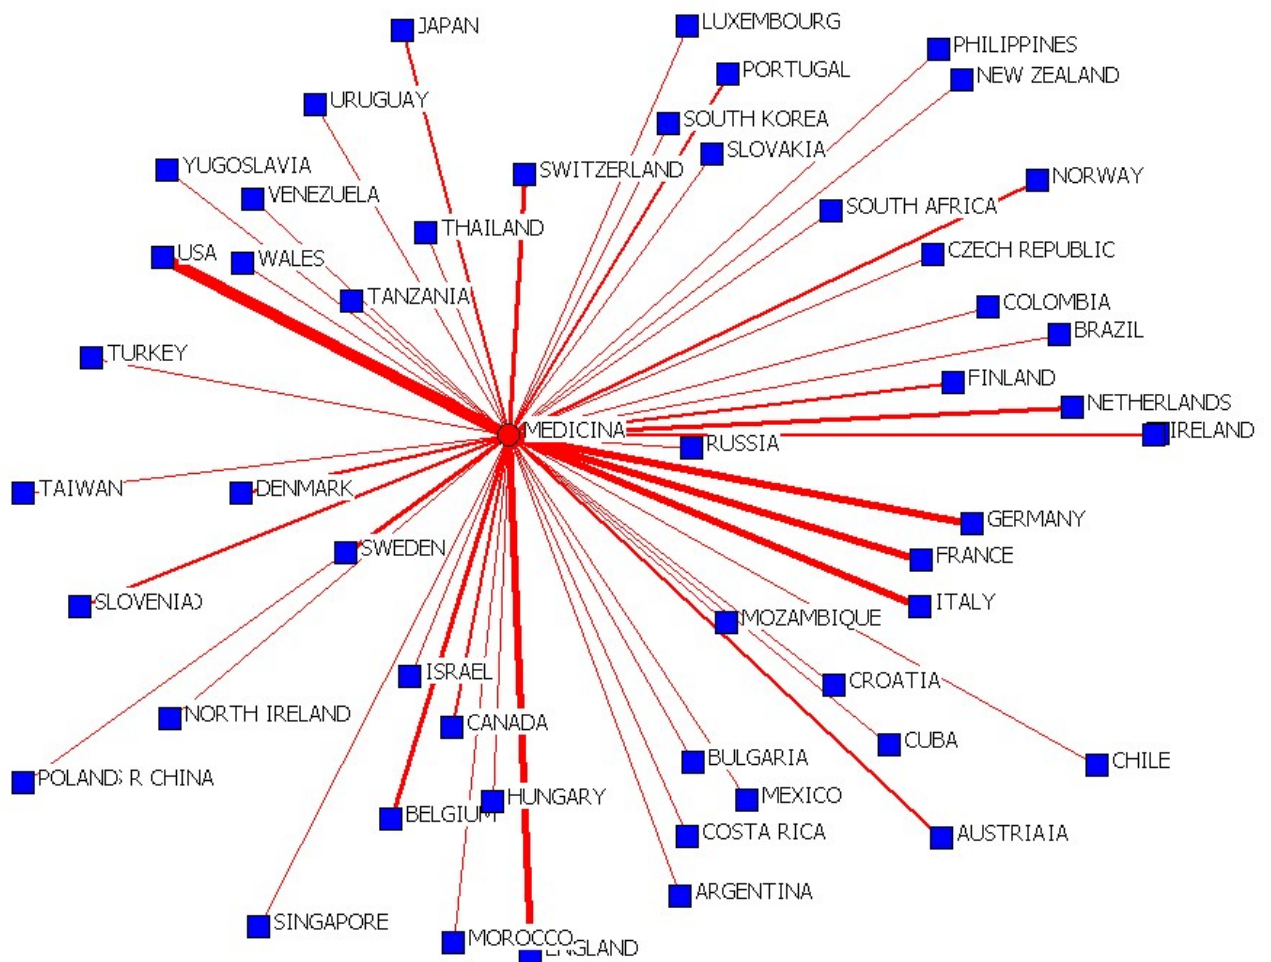 JAPAN
LUXEMBOURG
PHILIPPINES
PORTUGAL
NEW ZEALAND
URUGUAY
SOUTH KOREA
SLOVAKIA
YUGOSLAVIA
SWITZERLAND
NORWAY
VENEZUELA
SOUTH AFRICA
THAILAND
CZECH REPUBLIC
USA
WALES
TANZANIA
COLOMBIA
BRAZIL
TURKEY
FINLAND
NETHERLANDS
MEDICINA
IRELAND
RUSSIA
TAIWAN
DENMARK
GERMANY
SWEDEN
FRANCE
SLOVENIA
ITALY
MOZAMBIQUE
ISRAEL
CROATIA
NORTH IRELAND
CANADA
CUBA
BULGARIA
CHILE
POLAND R CHINA
HUNGARY
MEXICO
BELGIUM
COSTA RICA
AUSTRIAIA
ARGENTINA
SINGAPORE
MOROCCO